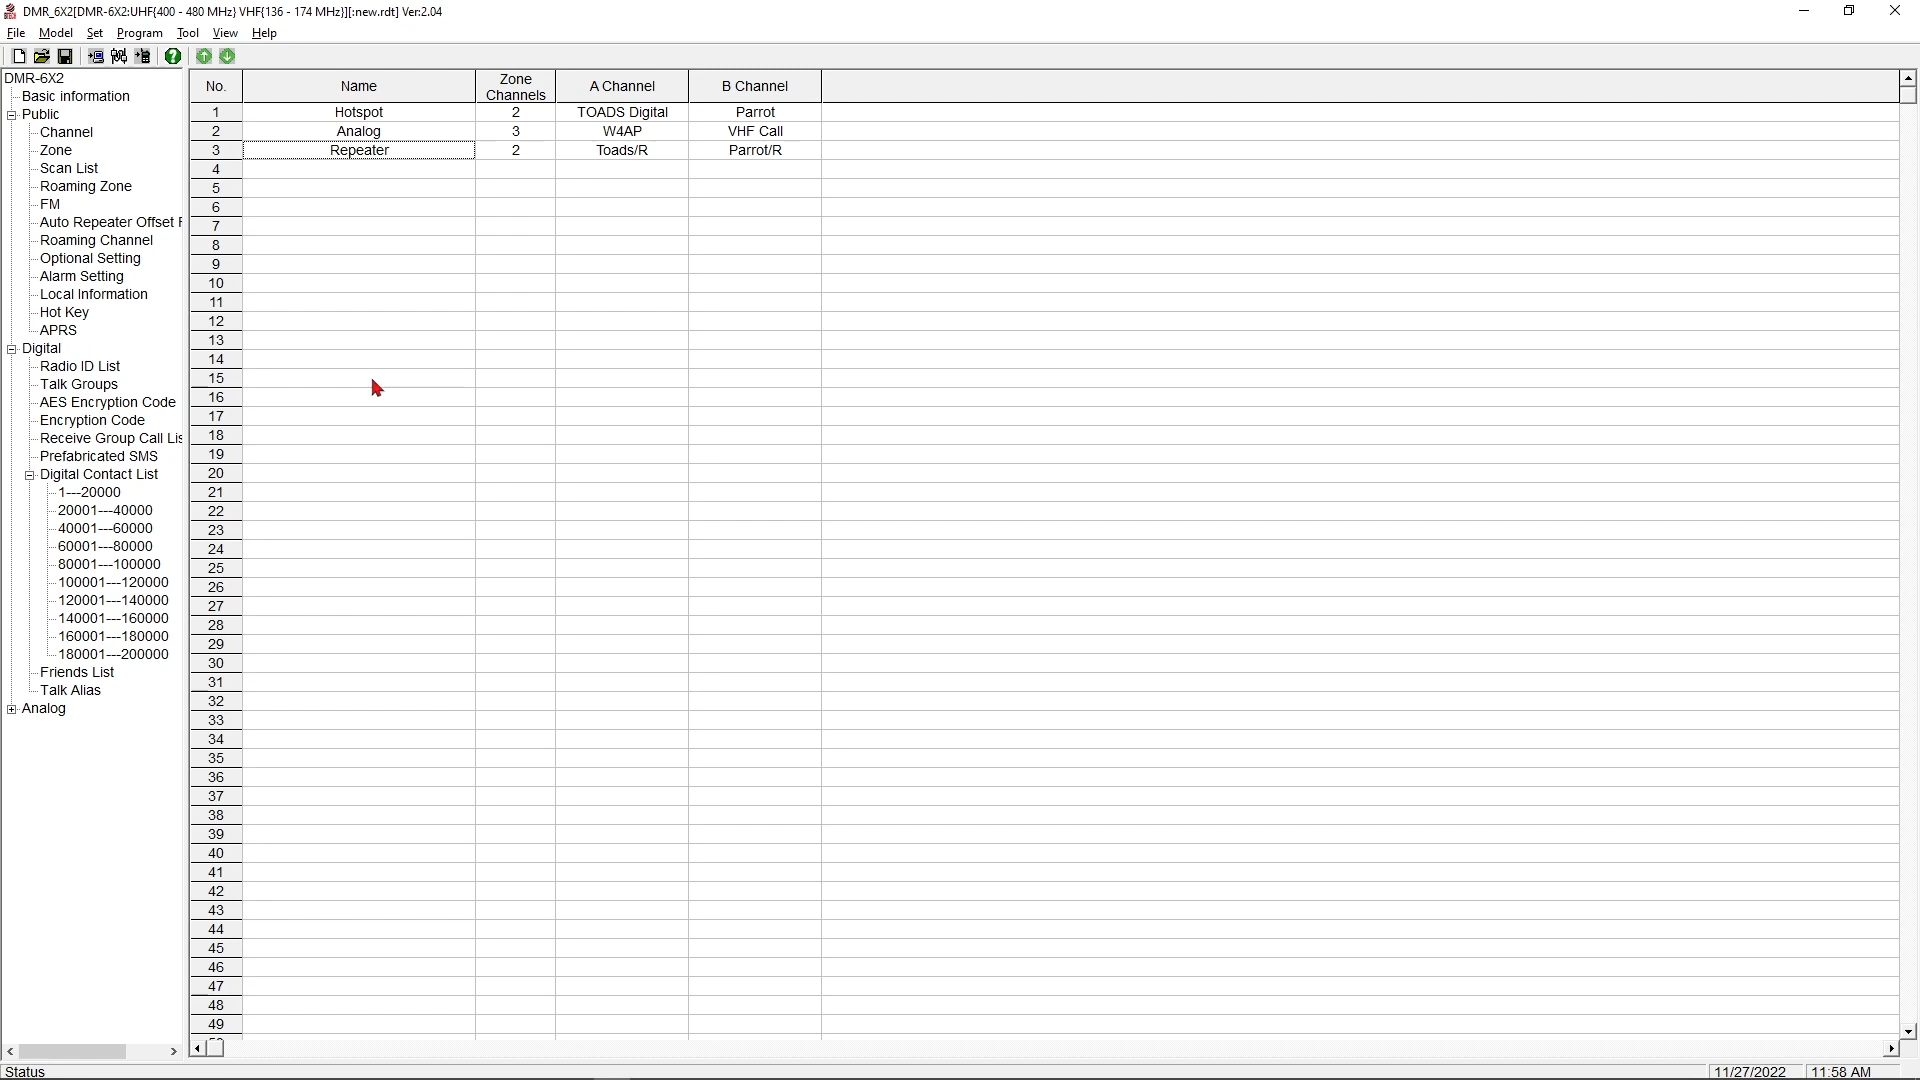 DMR_6X2[DMR-6X2:UHF{400 - 480 MHz} VHF{136 - 174 MHz}][:new.rdt] Ver:2.04
File Model Set Program Tool View Help
DMR-6X2
Basic information
Public
Channel
Zone
Scan List
Roaming Zone
FM
Auto Repeater Offset F
Roaming Channel
Optional Setting
Alarm Setting
Local Information
Hot Key
APRS
Digital
Radio ID List
Talk Groups
AES Encryption Code
Encryption Code
Receive Group Call Lis
Prefabricated SMS
Digital Contact List
1---20000
20001---40000
40001---60000
60001---80000
80001---100000
100001---120000
120001---140000
140001---160000
160001---180000
180001---200000
Friends List
Talk Alias
Analog
No. Name Zone Channels A Channel B Channel
1 Hotspot 2 TOADS Digital Parrot
2 Analog 3 W4AP VHF Call
3 Repeater 2 Toads/R Parrot/R
4
5
6
7
8
9
10
11
12
13
14
15
16
17
18
19
20
21
22
23
24
25
26
27
28
29
30
31
32
33
34
35
36
37
38
39
40
41
42
43
44
45
46
47
48
49
Status 11/27/2022 11:58 AM